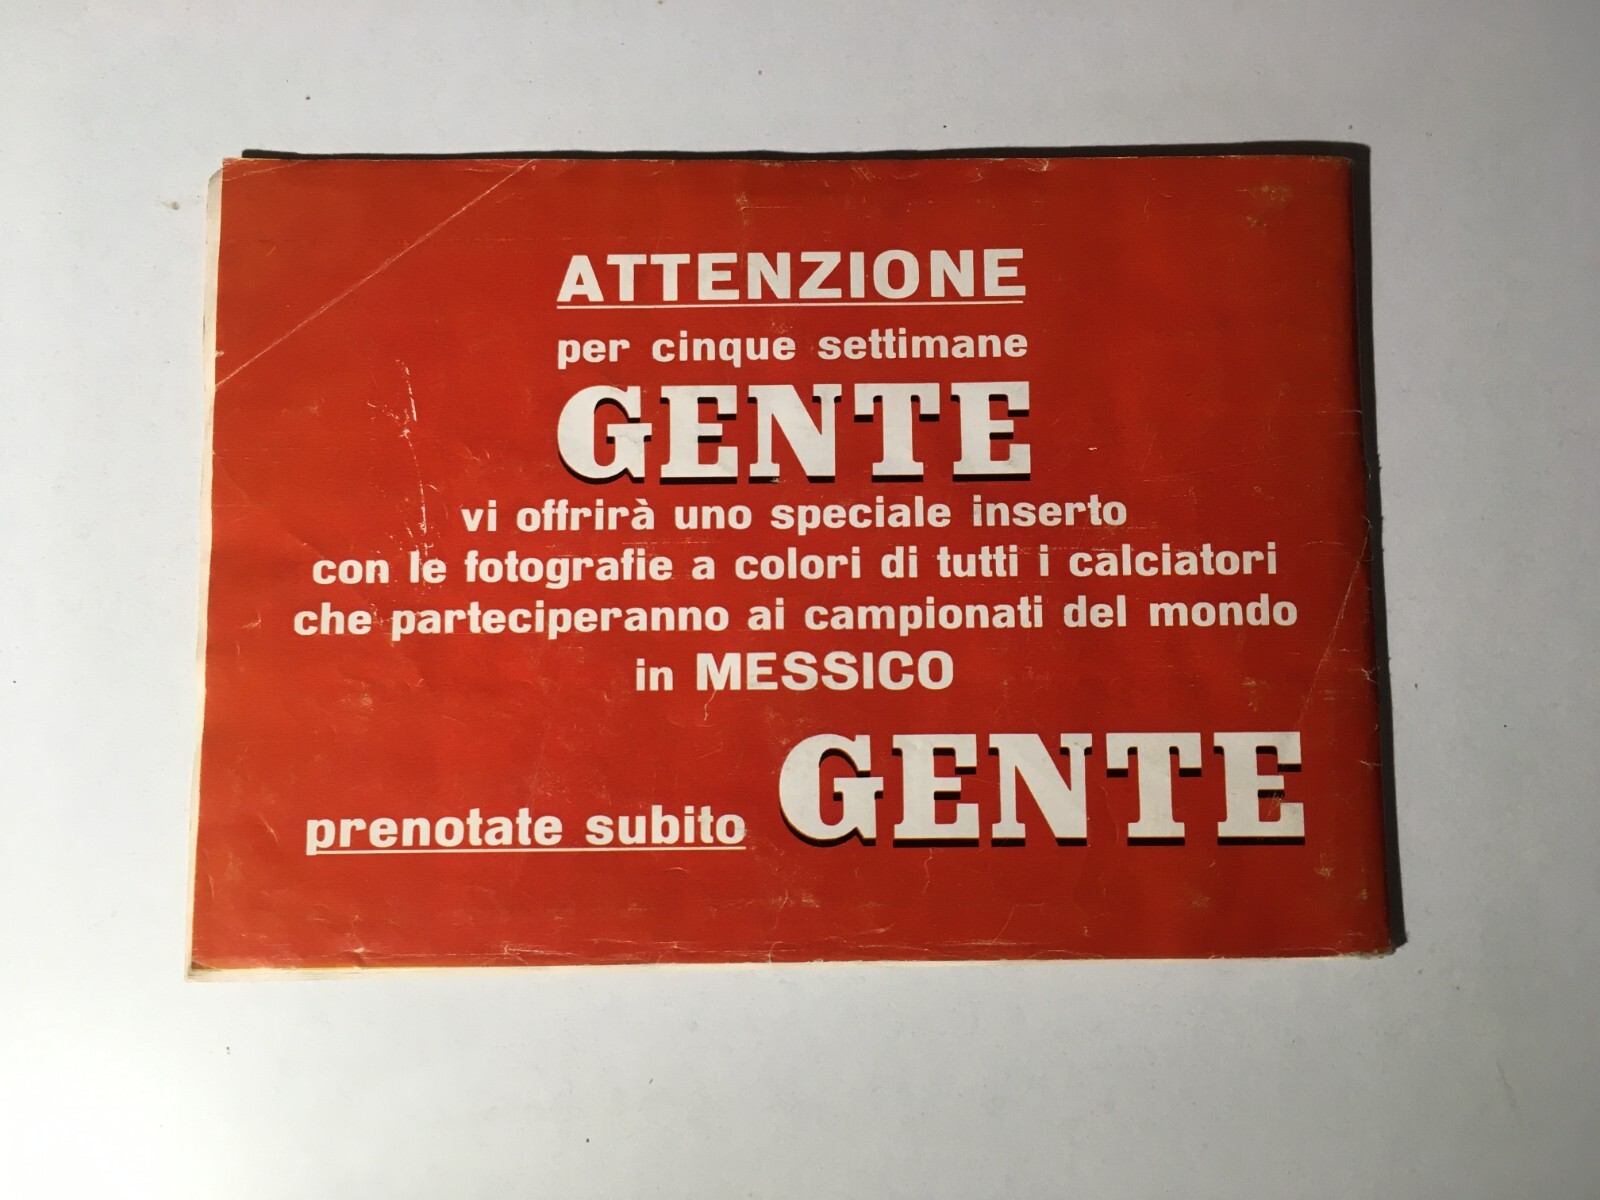 ATTENZIONE
per cinque settimane
GENTE
vi offrirà uno speciale inserto
con le fotografie a colori di tutti i calciatori
che parteciperanno ai campionati del mondo
in MESSICO
prenotate subito GENTE